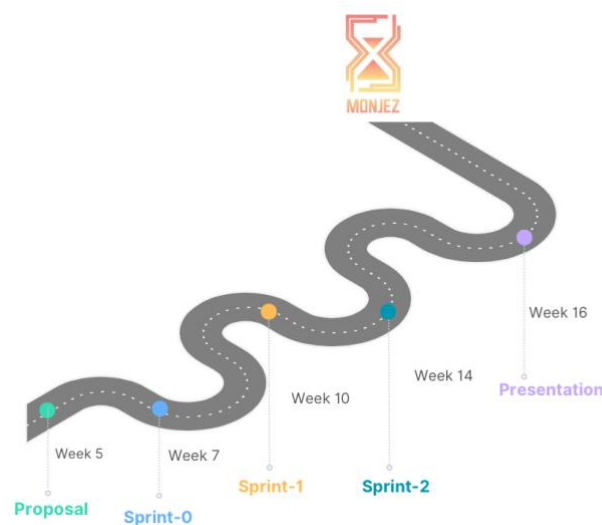 MONJEZ
Week 16
Presentation
Week 14
Sprint-2
Week 10
Sprint-1
Week 7
Sprint-0
Week 5
Proposal